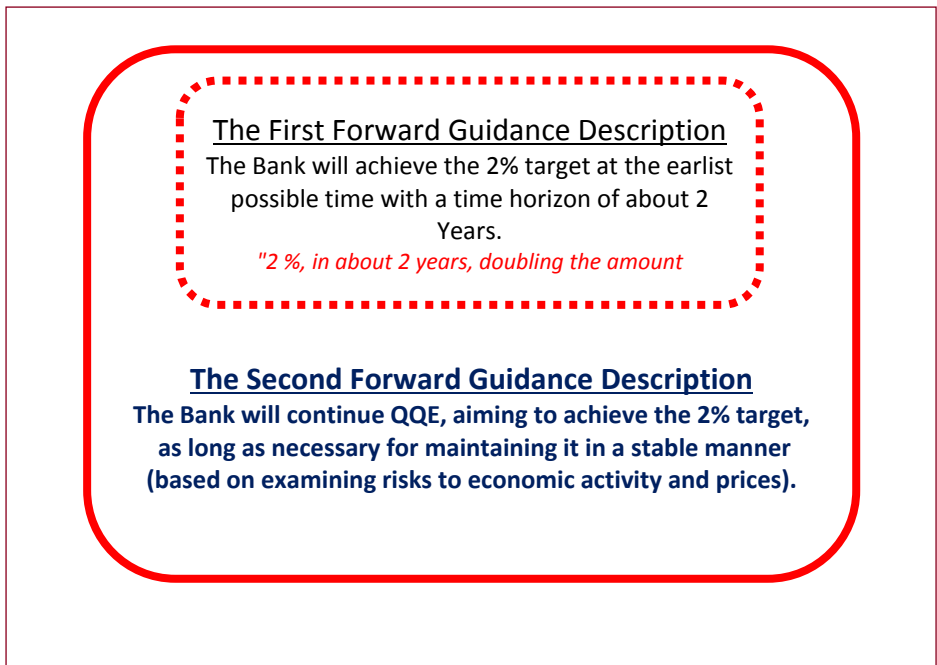 The First Forward Guidance Description
The Bank will achieve the 2% target at the earlist
possible time with a time horizon of about 2
Years.
"2 %, in about 2 years, doubling the amount
The Second Forward Guidance Description
The Bank will continue QQE, aiming to achieve the 2% target,
as long as necessary for maintaining it in a stable manner
(based on examining risks to economic activity and prices).